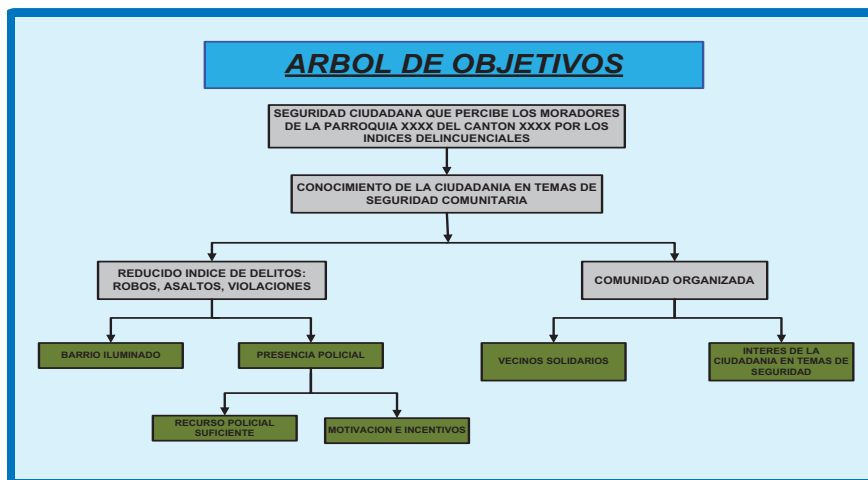 ARBOL DE OBJETIVOS
SEGURIDAD CIUDADANA QUE PERCIBE LOS MORADORES
DE LA PARROQUIA XXXX DEL CANTON XXXX POR LOS
INDICES DELINCUENCIALES
CONOCIMIENTO DE LA CIUDADANIA EN TEMAS DE
SEGURIDAD COMUNITARIA
REDUCIDO INDICE DE DELITOS:
ROBOS, ASALTOS, VIOLACIONES
COMUNIDAD ORGANIZADA
BARRIO ILUMINADO
PRESENCIA POLICIAL
VECINOS SOLIDARIOS
INTERES DE LA
CIUDADANIA EN TEMAS DE
SEGURIDAD
RECURSO POLICIAL
SUFICIENTE
MOTIVACION E INCENTIVOS